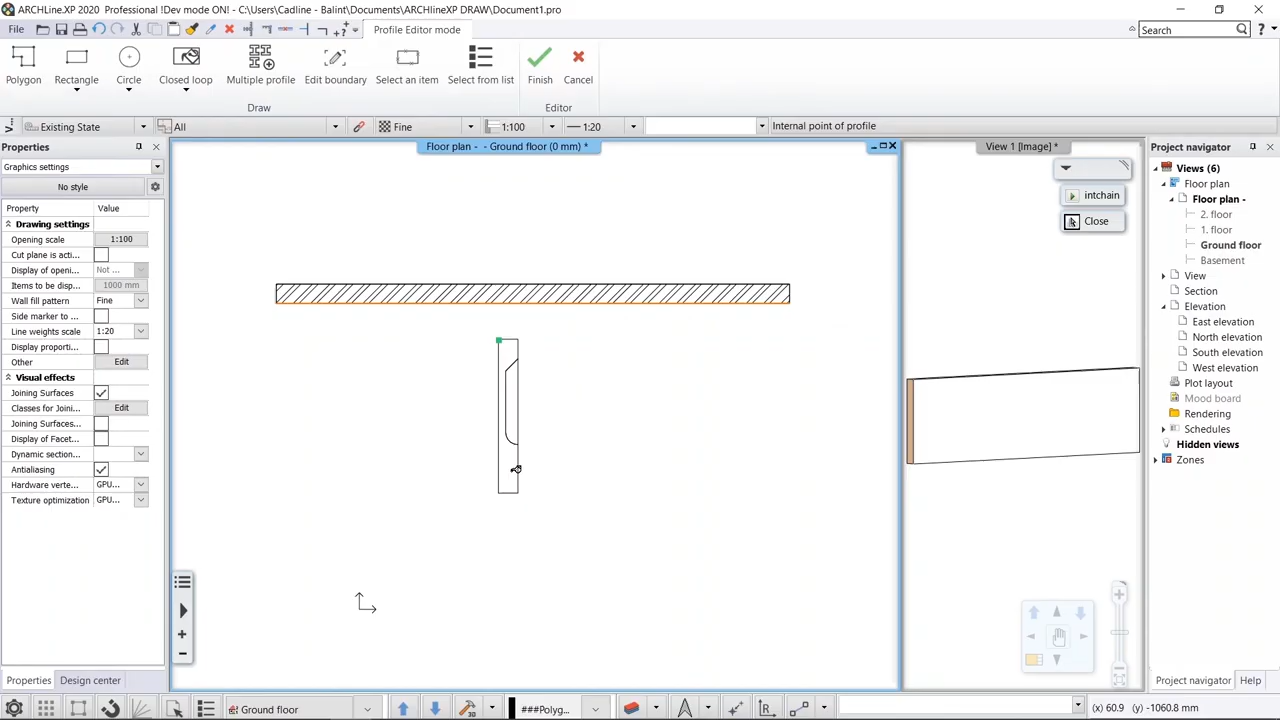 ARCHLine.XP 2020 Professional !Dev mode ON! - C:\Users\Cadline - Balint\Documents\ARCHlineXP DRAW\Document1.pro
File
Profile Editor mode
Search
Polygon
Rectangle
Circle
Closed loop
Multiple profile
Edit boundary
Select an item
Select from list
Finish
Cancel
Draw
Editor
Existing State
All
Fine
1:100
1:20
Internal point of profile
Properties
Graphics settings
No style
Property Value
Drawing settings
Opening scale 1:100
Cut plane is acti...
Display of openi... Not ...
Items to be disp... 1000 mm
Wall fill pattern Fine
Side marker to ...
Line weights scale 1:20
Display proporti...
Other Edit
Visual effects
Joining Surfaces
Classes for Joini... Edit
Joining Surfaces...
Display of Facet...
Dynamic section...
Antialiasing
Hardware verte... GPU...
Texture optimization GPU...
Properties
Design center
Floor plan - - Ground floor (0 mm) *
View 1 [Image] *
intchain
Close
Project navigator
Views (6)
Floor plan
Floor plan -
2. floor
1. floor
Ground floor
Basement
View
Section
Elevation
East elevation
North elevation
South elevation
West elevation
Plot layout
Mood board
Rendering
Schedules
Hidden views
Zones
Project navigator
Help
Ground floor
###Polyg...
(x) 60.9 (y) -1060.8 mm